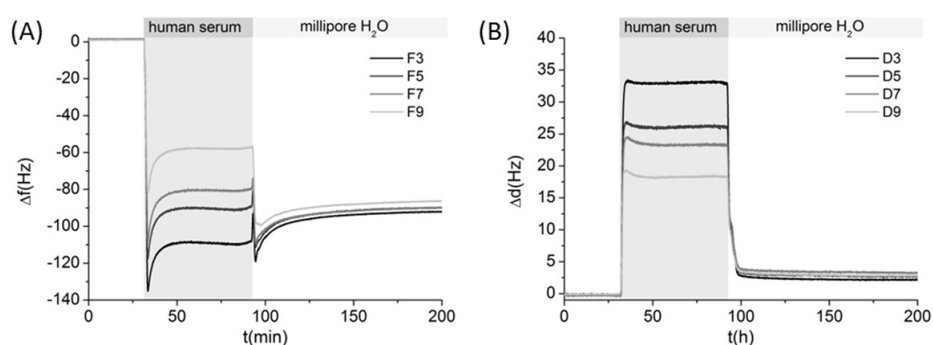 (A)
human serum
millipore H₂O
F3
F5
F7
F9
0
-20
-40
-60
-80
-100
-120
-140
Δf(Hz)
0
50
100
150
200
t(min)
(B)
human serum
millipore H₂O
D3
D5
D7
D9
40
35
30
25
20
15
10
5
0
Δd(Hz)
0
50
100
150
200
t(h)